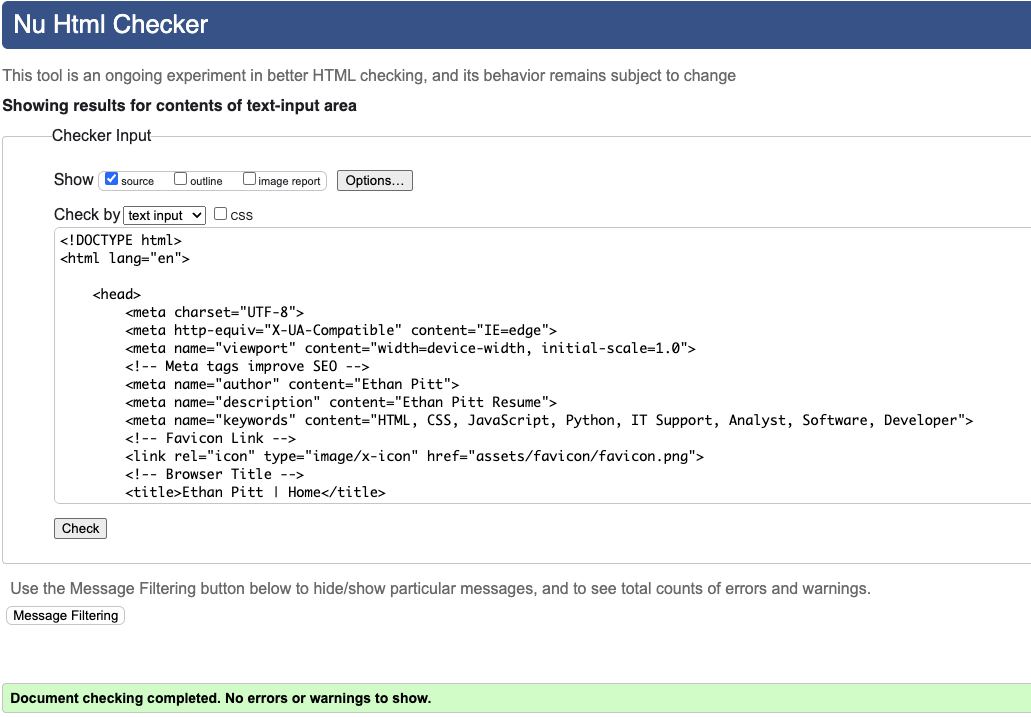 Nu Html Checker
This tool is an ongoing experiment in better HTML checking, and its behavior remains subject to change
Showing results for contents of text-input area
Checker Input
Show source outline image report Options...
Check by text input CSS
<!DOCTYPE html>
<html lang="en">
<head>
<meta charset="UTF-8">
<meta http-equiv="X-UA-Compatible" content="IE=edge">
<meta name="viewport" content="width=device-width, initial-scale=1.0">
<!-- Meta tags improve SEO -->
<meta name="author" content="Ethan Pitt">
<meta name="description" content="Ethan Pitt Resume">
<meta name="keywords" content="HTML, CSS, JavaScript, Python, IT Support, Analyst, Software, Developer">
<!-- Favicon Link -->
<link rel="icon" type="image/x-icon" href="assets/favicon/favicon.png">
<!-- Browser Title -->
<title>Ethan Pitt | Home</title>
Check
Use the Message Filtering button below to hide/show particular messages, and to see total counts of errors and warnings.
Message Filtering
Document checking completed. No errors or warnings to show.